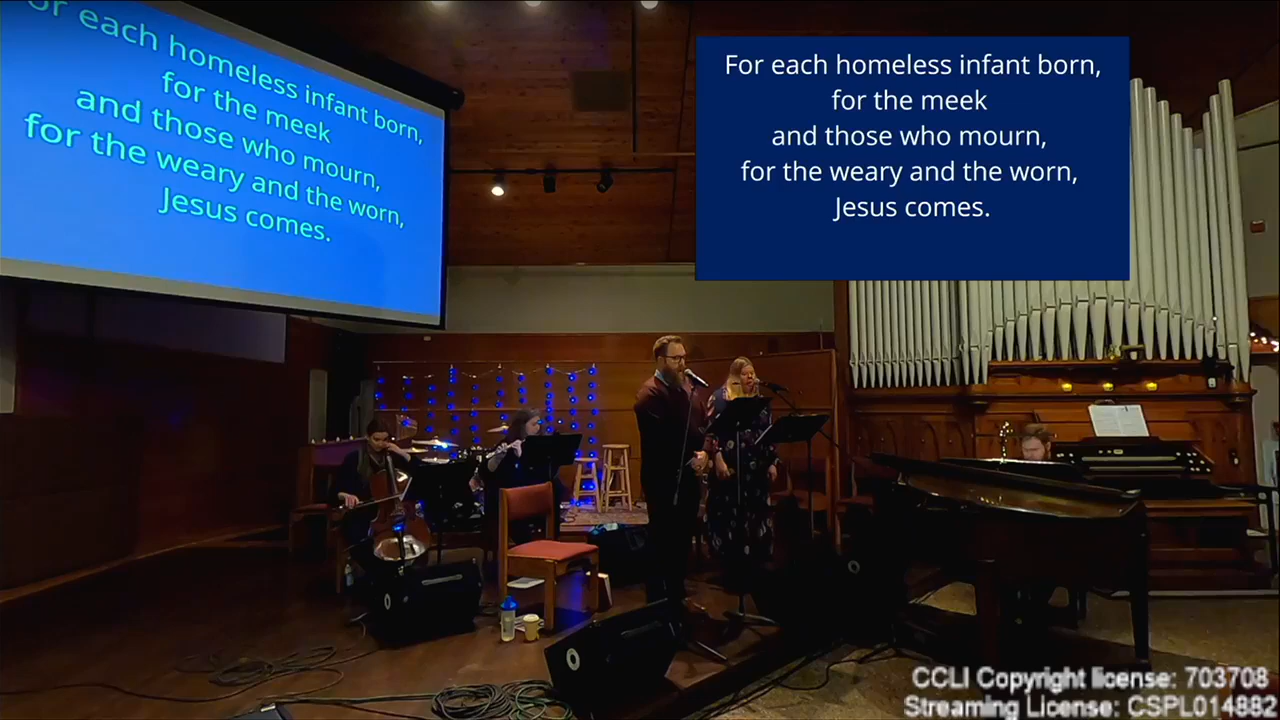 or each homeless infant born,
for the meek
and those who mourn,
for the weary and the worn,
Jesus comes.
For each homeless infant born,
for the meek
and those who mourn,
for the weary and the worn,
Jesus comes.
CCLI Copyright license: 703708
Streaming License: CSPL014882